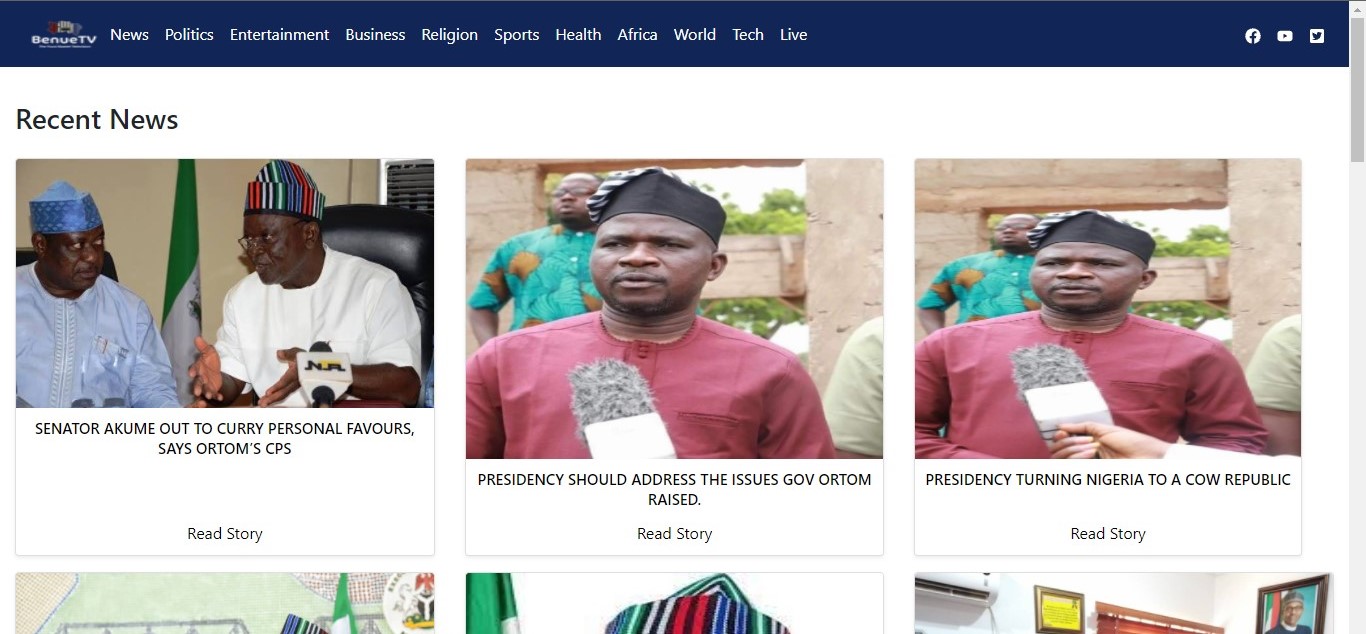 BenueTV
News Politics Entertainment Business Religion Sports Health Africa World Tech Live
Recent News
SENATOR AKUME OUT TO CURRY PERSONAL FAVOURS,
SAYS ORTOM’S CPS
Read Story
PRESIDENCY SHOULD ADDRESS THE ISSUES GOV ORTOM
RAISED.
Read Story
PRESIDENCY TURNING NIGERIA TO A COW REPUBLIC
Read Story